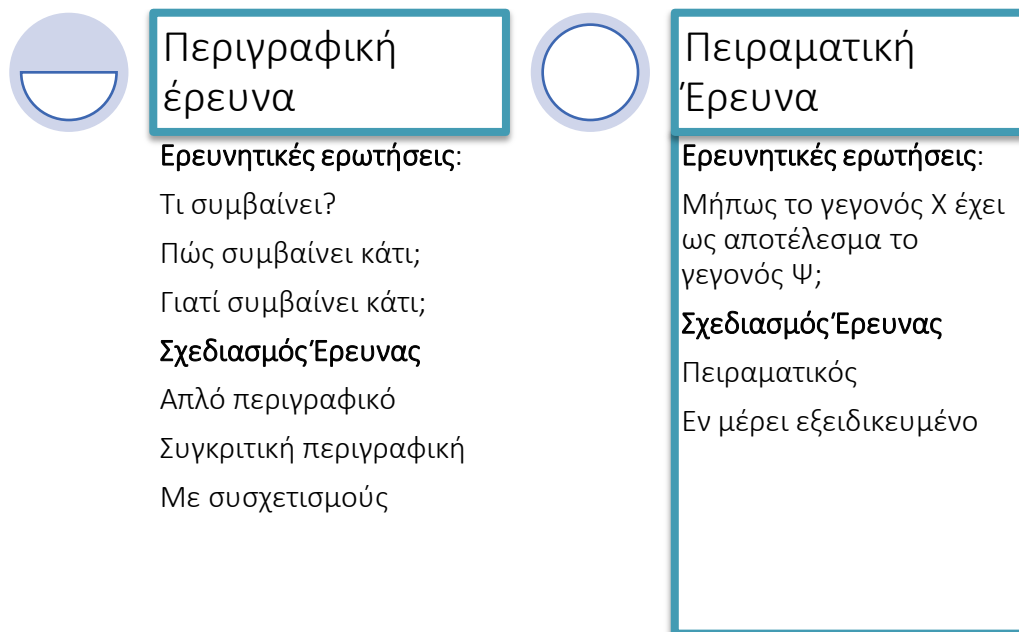 Περιγραφική
έρευνα
Ερευνητικές ερωτήσεις:
Τι συμβαίνει?
Πώς συμβαίνει κάτι;
Γιατί συμβαίνει κάτι;
Σχεδιασμός Έρευνας
Απλό περιγραφικό
Συγκριτική περιγραφική
Με συσχετισμούς
Πειραματική
Έρευνα
Ερευνητικές ερωτήσεις:
Μήπως το γεγονός Χ έχει
ως αποτέλεσμα το
γεγονός Ψ;
Σχεδιασμός Έρευνας
Πειραματικός
Εν μέρει εξειδικευμένο